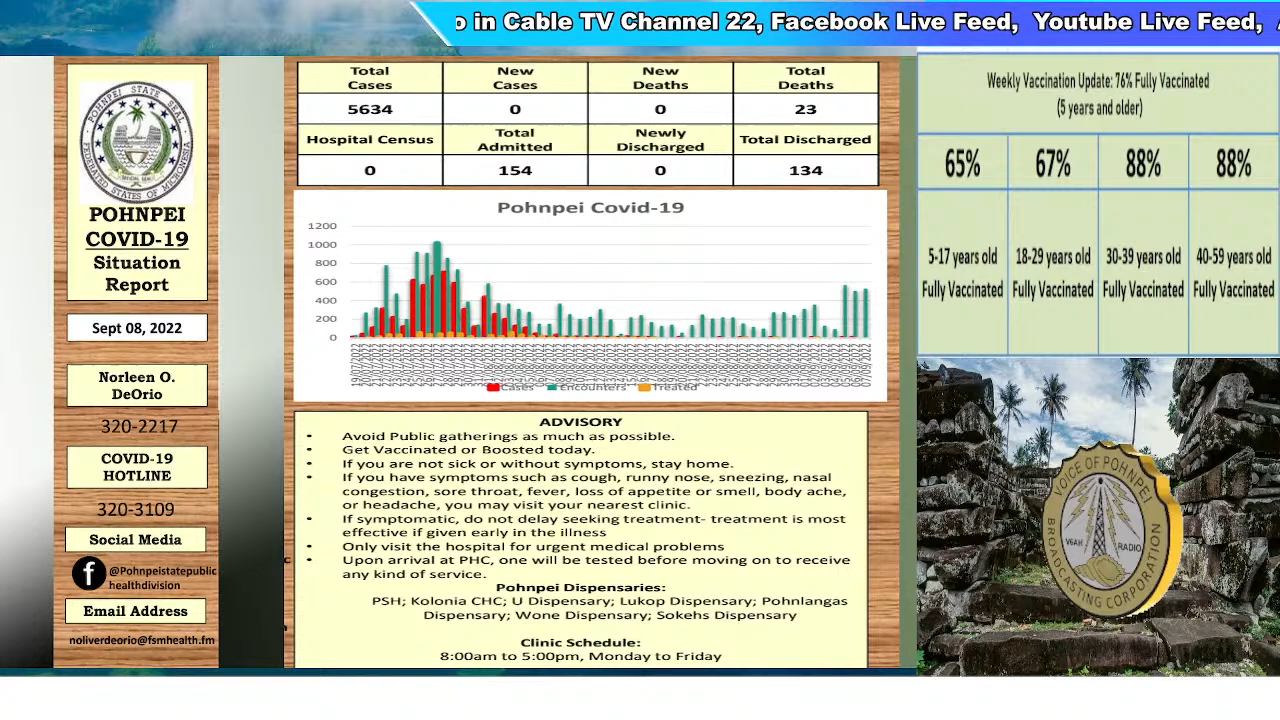 o in Cable TV Channel 22, Facebook Live Feed, Youtube Live Feed,
POHNPEI STATE SEAL
FEDERATED STATES OF MICRONESIA
POHNPEI
COVID-19
Situation
Report
Sept 08, 2022
Norleen O.
DeOrio
320-2217
COVID-19
HOTLINE
320-3109
Social Media
@Pohnpeistatepublic
healthdivision
Email Address
noliverdeorio@fsmhealth.fm
Total Cases
New Cases
New Deaths
Total Deaths
5634 0 0 23
Hospital Census
Total Admitted
Newly Discharged
Total Discharged
0 154 0 134
Pohnpei Covid-19
1200
1000
800
600
400
200
0
Cases Encounters Treated
ADVISORY
• Avoid Public gatherings as much as possible.
• Get Vaccinated or Boosted today.
• If you are not sick or without symptoms, stay home.
• If you have symptoms such as cough, runny nose, sneezing, nasal
congestion, sore throat, fever, loss of appetite or smell, body ache,
or headache, you may visit your nearest clinic.
• If symptomatic, do not delay seeking treatment- treatment is most
effective if given early in the illness
• Only visit the hospital for urgent medical problems
• Upon arrival at PHC, one will be tested before moving on to receive
any kind of service.
Pohnpei Dispensaries:
PSH; Kolonia CHC; U Dispensary; Lukop Dispensary; Pohnlangas
Dispensary; Wone Dispensary; Sokehs Dispensary
Clinic Schedule:
8:00am to 5:00pm, Monday to Friday
Weekly Vaccination Update: 76% Fully Vaccinated
(5 years and older)
65% 67% 88% 88%
5-17 years old
Fully Vaccinated
18-29 years old
Fully Vaccinated
30-39 years old
Fully Vaccinated
40-59 years old
Fully Vaccinated
VOICE OF POHNPEI
V6AH RADIO
BROADCASTING CORPORATION